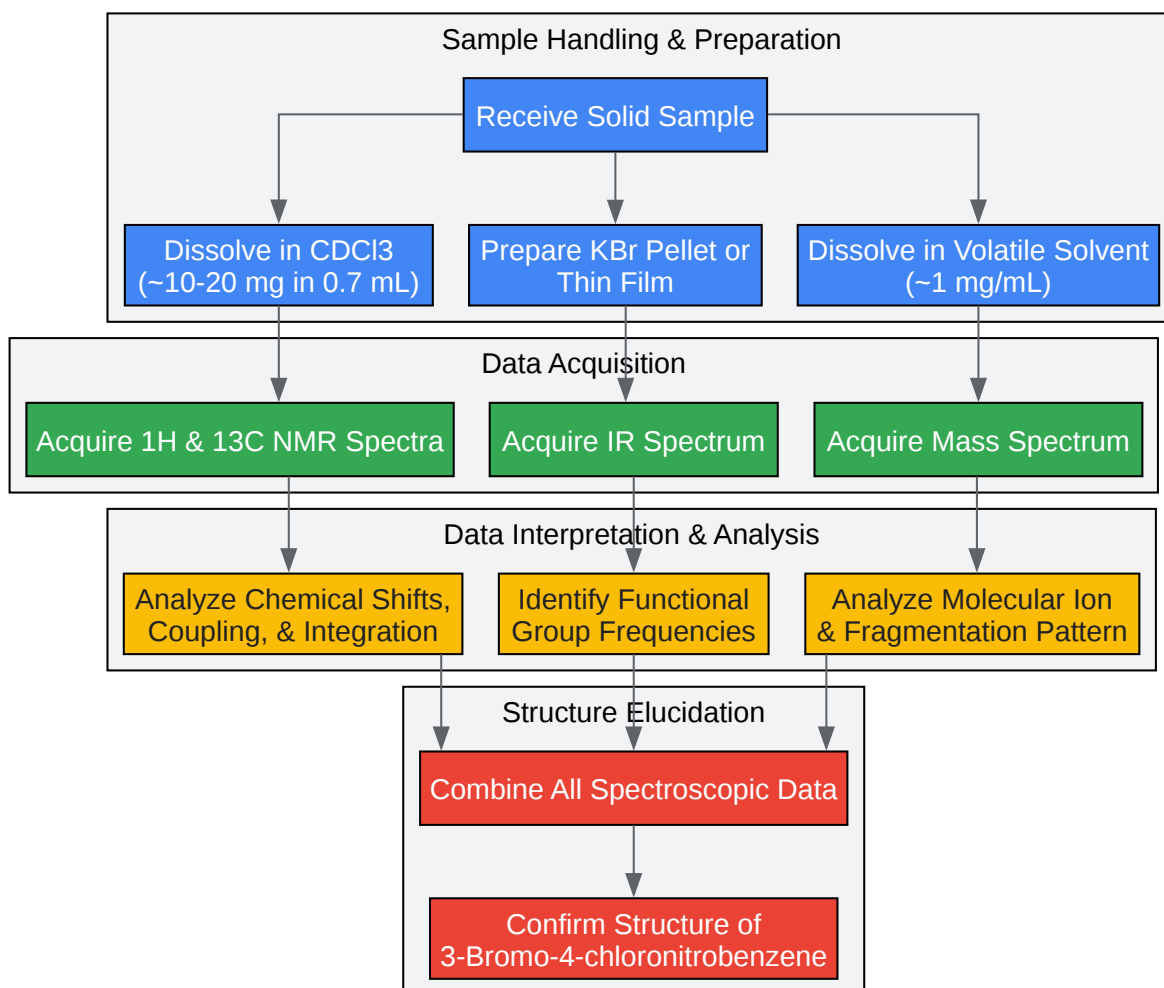 Sample Handling & Preparation
Receive Solid Sample
Dissolve in CDCl3
(~10-20 mg in 0.7 mL)
Prepare KBr Pellet or
Thin Film
Dissolve in Volatile Solvent
(~1 mg/mL)
Data Acquisition
Acquire 1H & 13C NMR Spectra
Acquire IR Spectrum
Acquire Mass Spectrum
Data Interpretation & Analysis
Analyze Chemical Shifts,
Coupling, & Integration
Identify Functional
Group Frequencies
Analyze Molecular Ion
& Fragmentation Pattern
Structure Elucidation
Combine All Spectroscopic Data
Confirm Structure of
3-Bromo-4-chloronitrobenzene